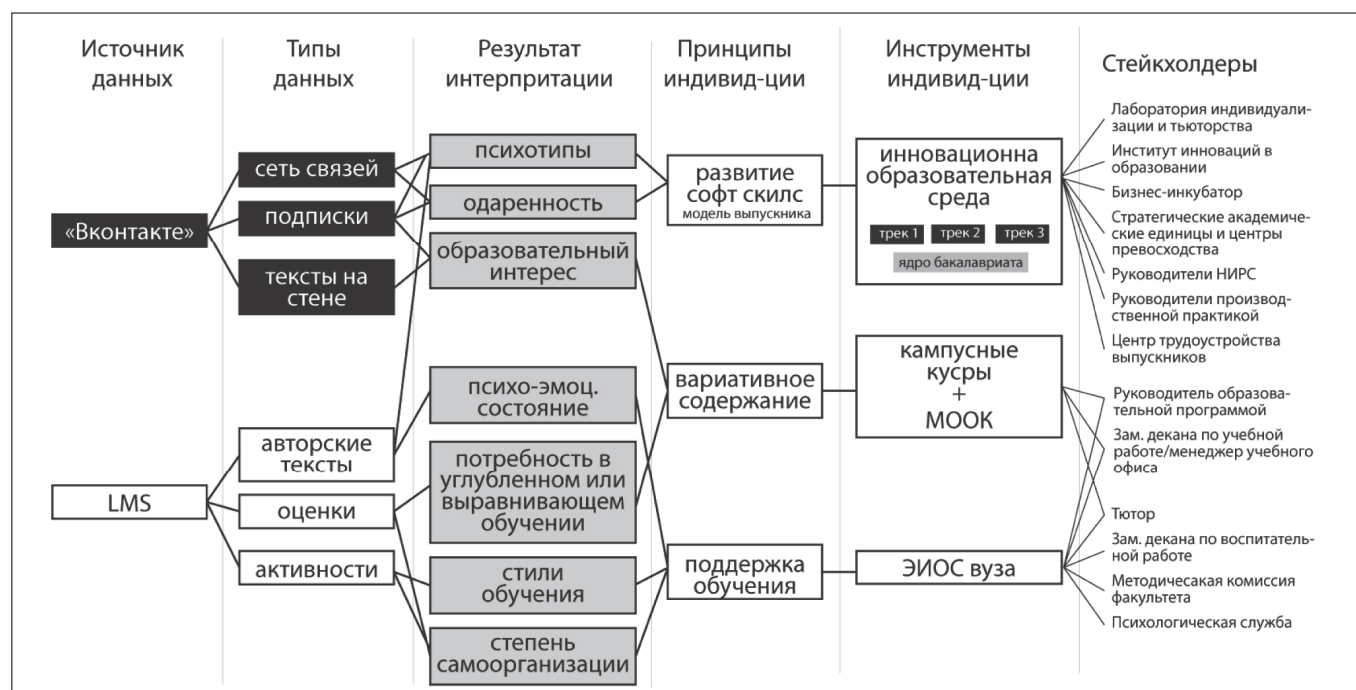 Источник
данных
Типы
данных
Результат
интерпритации
Принципы
индивид-ции
Инструменты
индивид-ции
Стейкхолдеры
«Вконтакте»
LMS
сеть связей
подписки
тексты на
стене
авторские
тексты
оценки
активности
психотипы
одаренность
образовательный
интерес
психо-эмоц.
состояние
потребность в
углубленном или
выравнивающем
обучении
стили
обучения
степень
самоорганизации
развитие
софт скилс
модель выпускника
вариативное
содержание
поддержка
обучения
инновационна
образовательная
среда
трек 1
трек 2
трек 3
ядро бакалавриата
кампусные
кусры
+
МООК
ЭИОС вуза
Лаборатория индивидуали-
зации и тьюторства
Институт инноваций в
образовании
Бизнес-инкубатор
Стратегические академиче-
ские единицы и центры
превосходства
Руководители НИРС
Руководители производ-
ственной практикой
Центр трудоустройства
выпускников
Руководитель образова-
тельной программой
Зам. декана по учебной
работе/менеджер учебного
офиса
Тютор
Зам. декана по воспитатель-
ной работе
Методичесакая комиссия
факультета
Психологическая служба